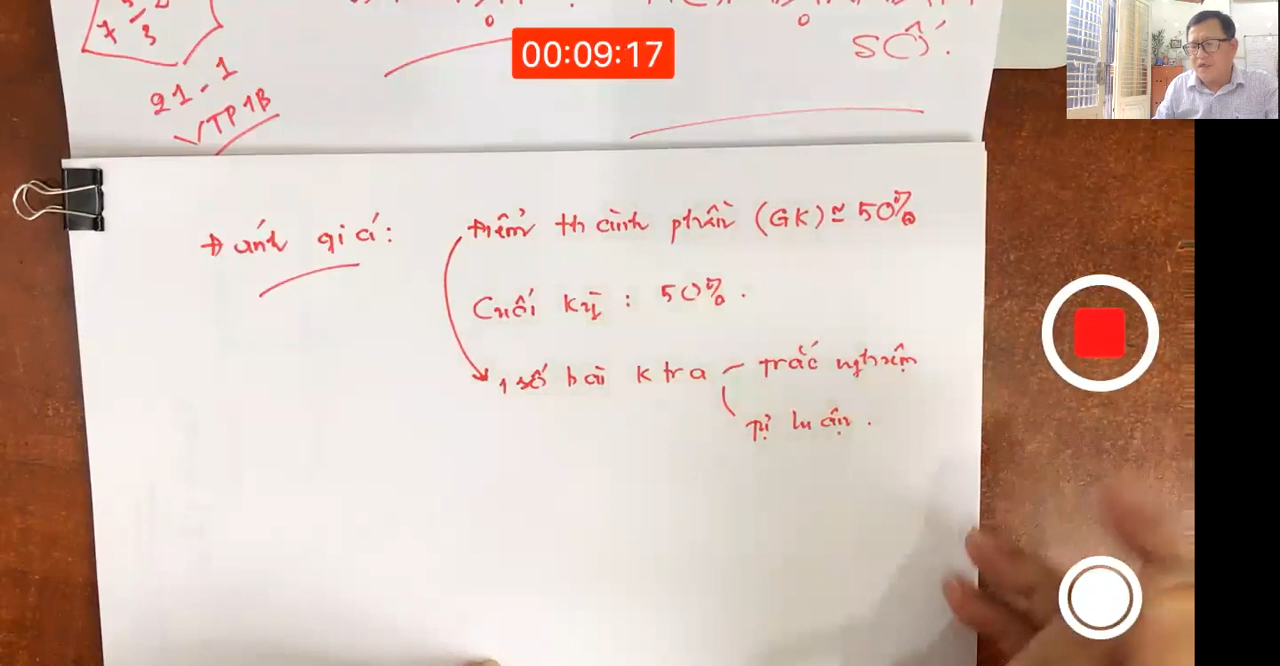 00:09:17
SỐ.
21-1
VTP1B
Đánh giá:
Điểm thành phần (GK) ≃ 50%
Cuối kỳ : 50%.
1 số bài ktra
Trắc nghiệm
Tự luận.